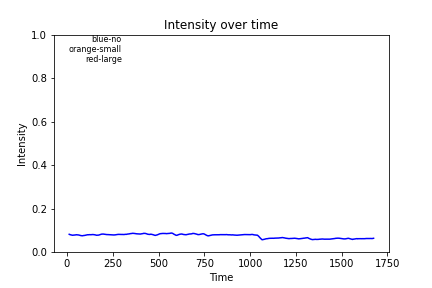 Intensity over time
blue-no
orange-small
red-large
1.0
0.8
0.6
0.4
0.2
0.0
Intensity
0 250 500 750 1000 1250 1500 1750
Time